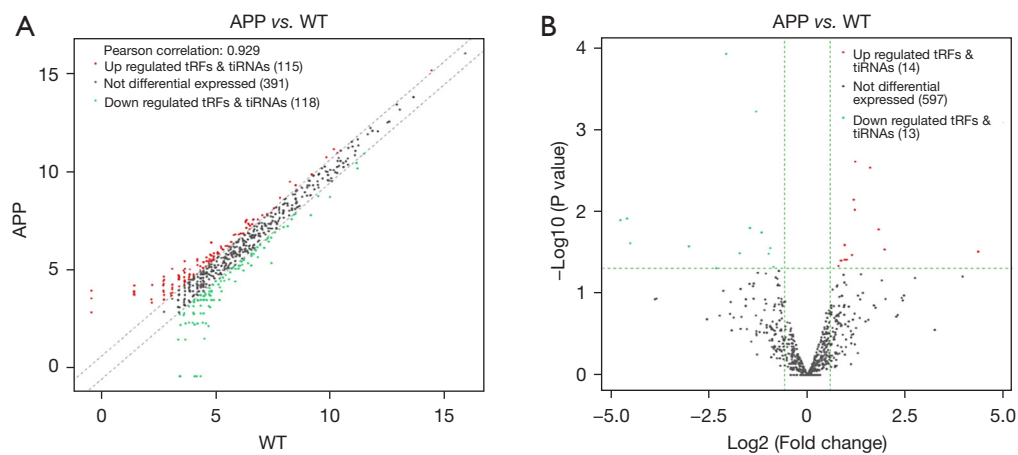 A
APP vs. WT
Pearson correlation: 0.929
Up regulated tRFs & tiRNAs (115)
Not differential expressed (391)
Down regulated tRFs & tiRNAs (118)
15
10
5
0
APP
0
5
10
15
WT
B
APP vs. WT
Up regulated tRFs &
tiRNAs (14)
Not differential
expressed (597)
Down regulated tRFs &
tiRNAs (13)
4
3
2
1
0
−Log10 (P value)
−5.0
−2.5
0
2.5
5.0
Log2 (Fold change)